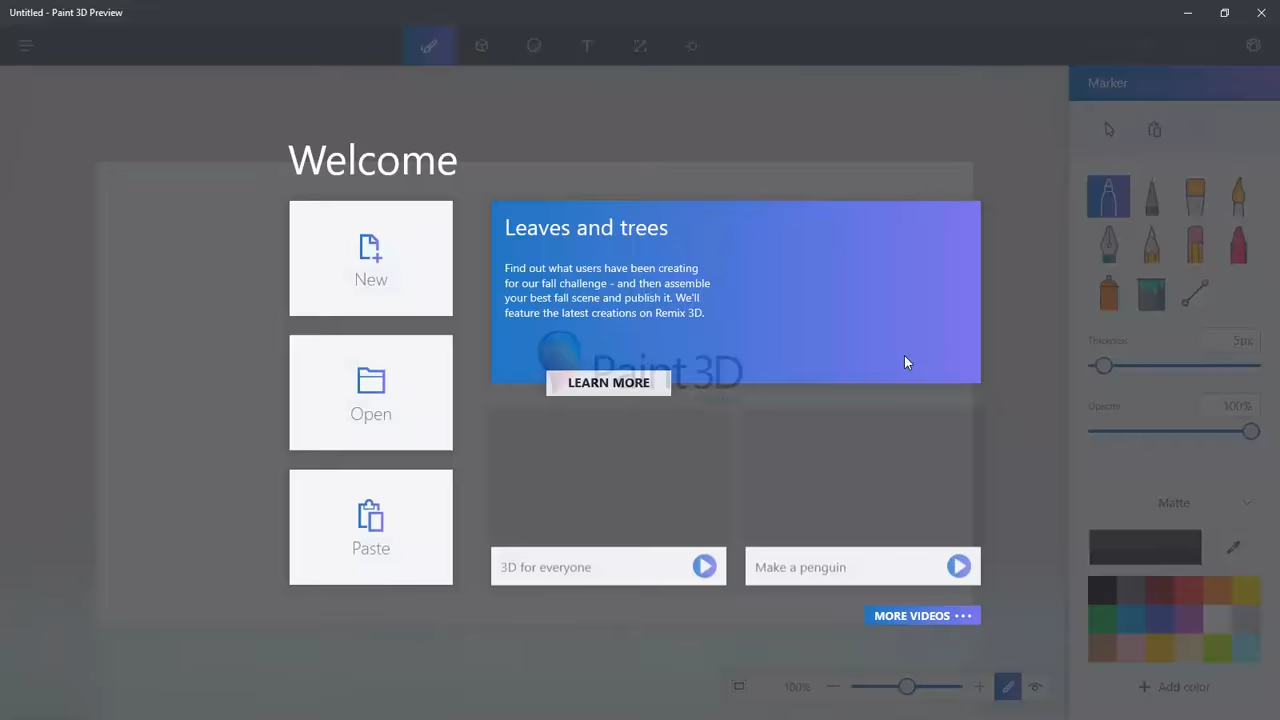 Untitled - Paint 3D Preview
Marker
Welcome
New
Open
Paste
Leaves and trees
Find out what users have been creating
for our fall challenge - and then assemble
your best fall scene and publish it. We'll
feature the latest creations on Remix 3D.
Paint 3D
LEARN MORE
3D for everyone
Make a penguin
MORE VIDEOS
Thickness
5px
Opacity
100%
Matte
Add color
100%